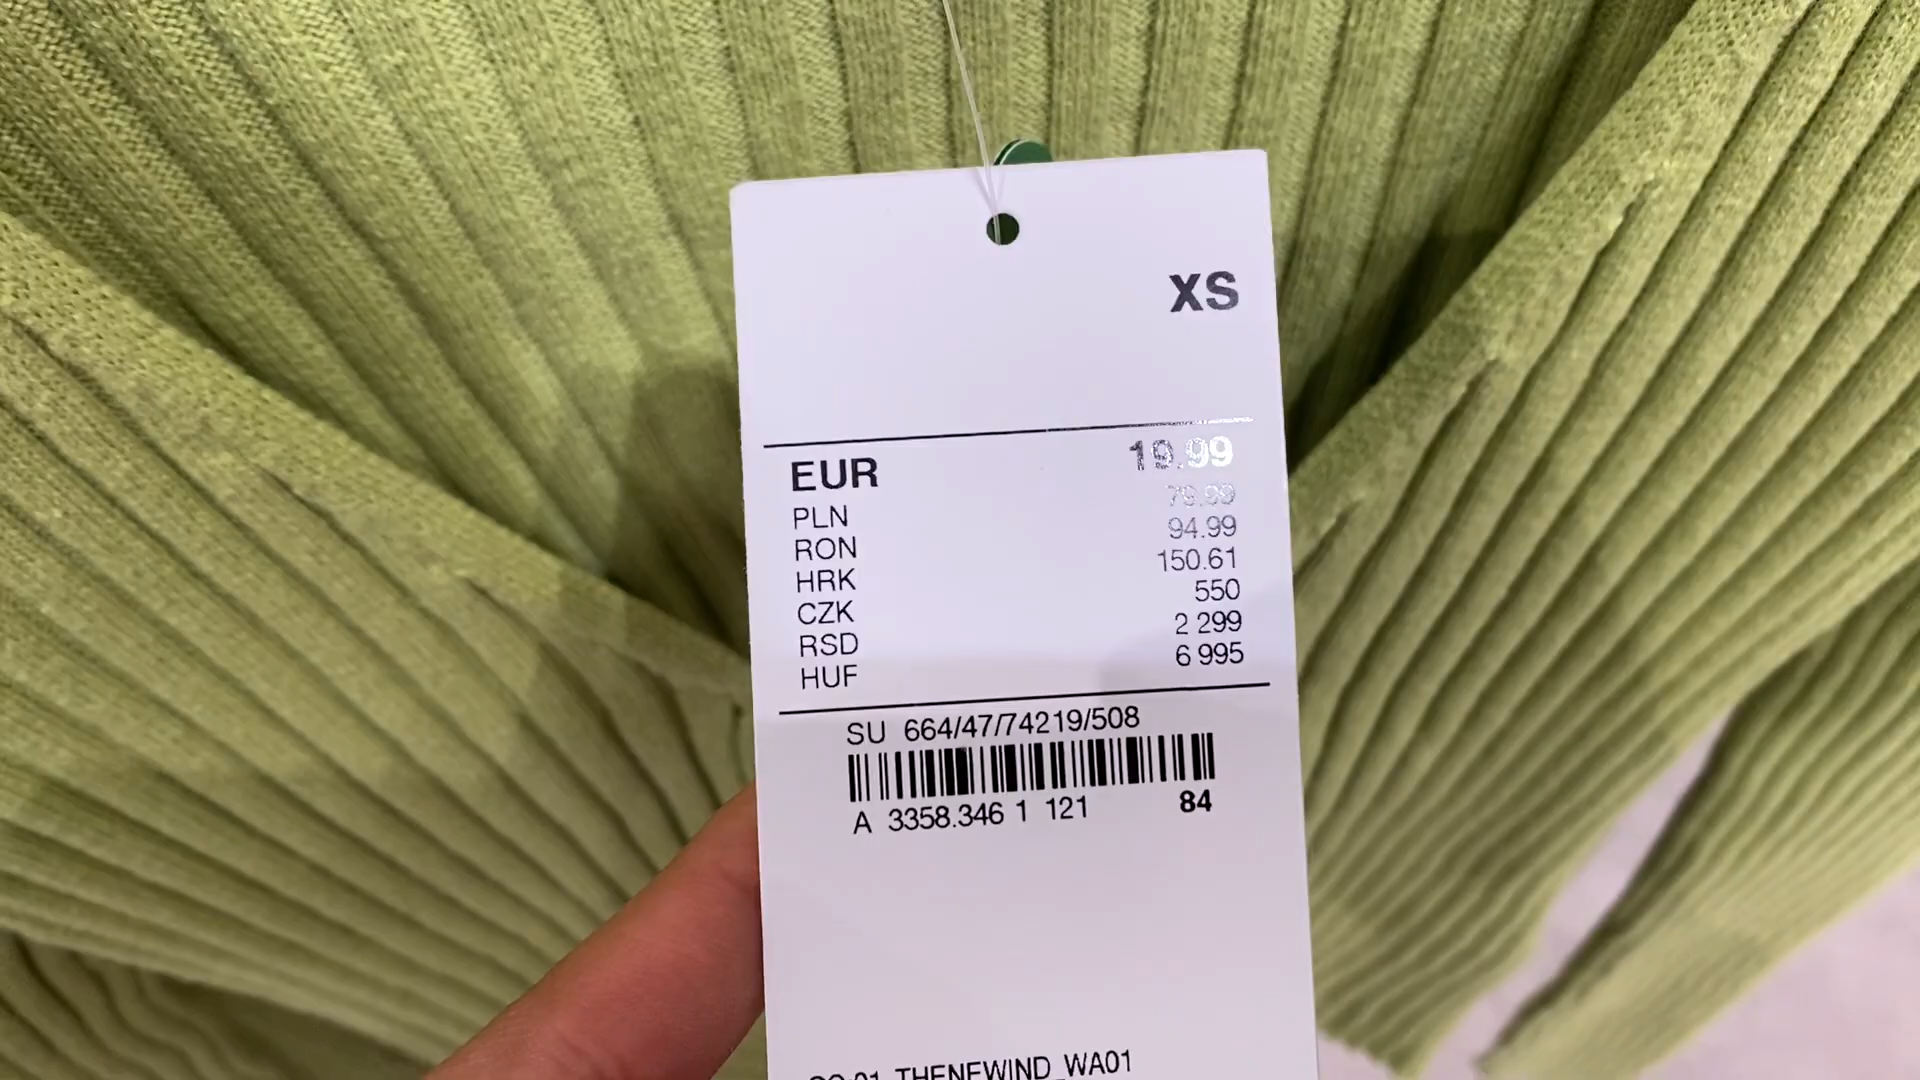 XS
EUR 19.99
PLN 79.99
RON 94.99
HRK 150.61
CZK 550
RSD 2 299
HUF 6 995
SU 664/47/74219/508
A 3358.346 1 121 84
THENEWIND_WA01